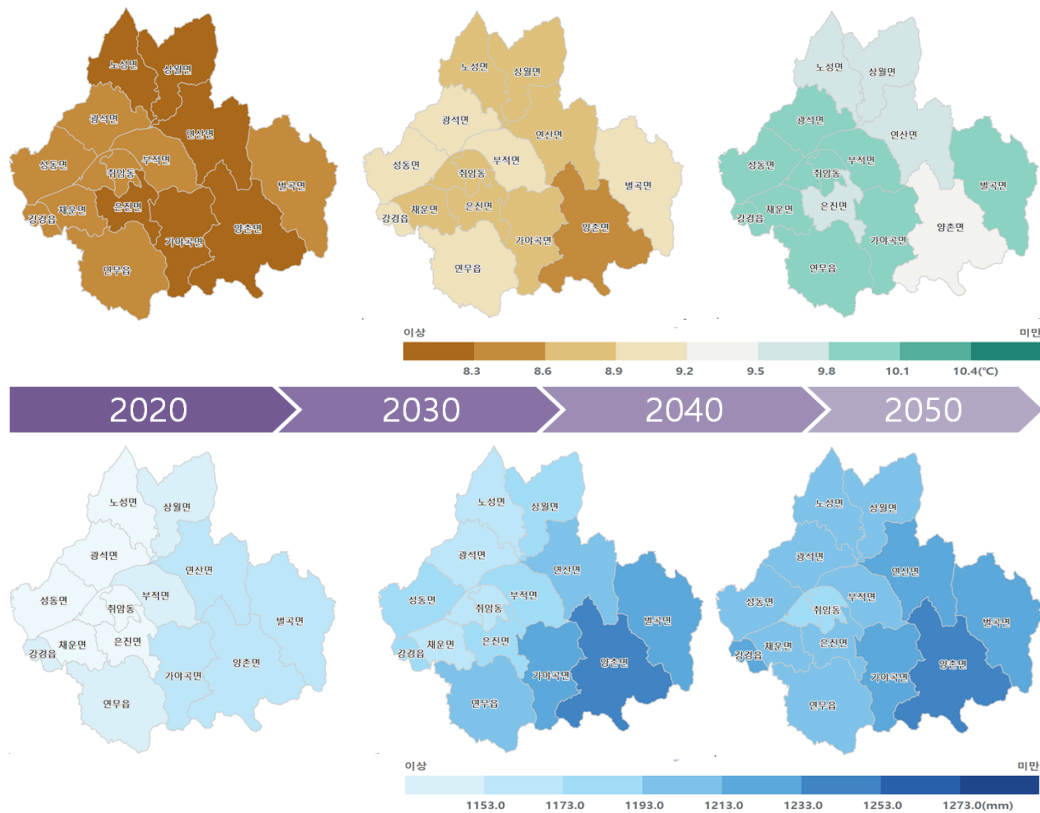 노성면
상월면
광석면
연산면
성동면
부적면
취암동
벌곡면
강경읍
채운면
은진면
가야곡면
양촌면
연무읍
노성면
상월면
광석면
연산면
성동면
부적면
취암동
벌곡면
강경읍
채운면
은진면
가야곡면
양촌면
연무읍
노성면
상월면
광석면
연산면
성동면
부적면
취암동
벌곡면
강경읍
채운면
은진면
가야곡면
양촌면
연무읍
이상 미만
8.3 8.6 8.9 9.2 9.5 9.8 10.1 10.4(℃)
2020 2030 2040 2050
노성면
상월면
광석면
연산면
성동면
부적면
취암동
벌곡면
강경읍
채운면
은진면
가야곡면
양촌면
연무읍
노성면
상월면
광석면
연산면
성동면
부적면
취암동
벌곡면
강경읍
채운면
은진면
가야곡면
양촌면
연무읍
노성면
상월면
광석면
연산면
성동면
부적면
취암동
벌곡면
강경읍
채운면
은진면
가야곡면
양촌면
연무읍
이상 미만
1153.0 1173.0 1193.0 1213.0 1233.0 1253.0 1273.0(mm)